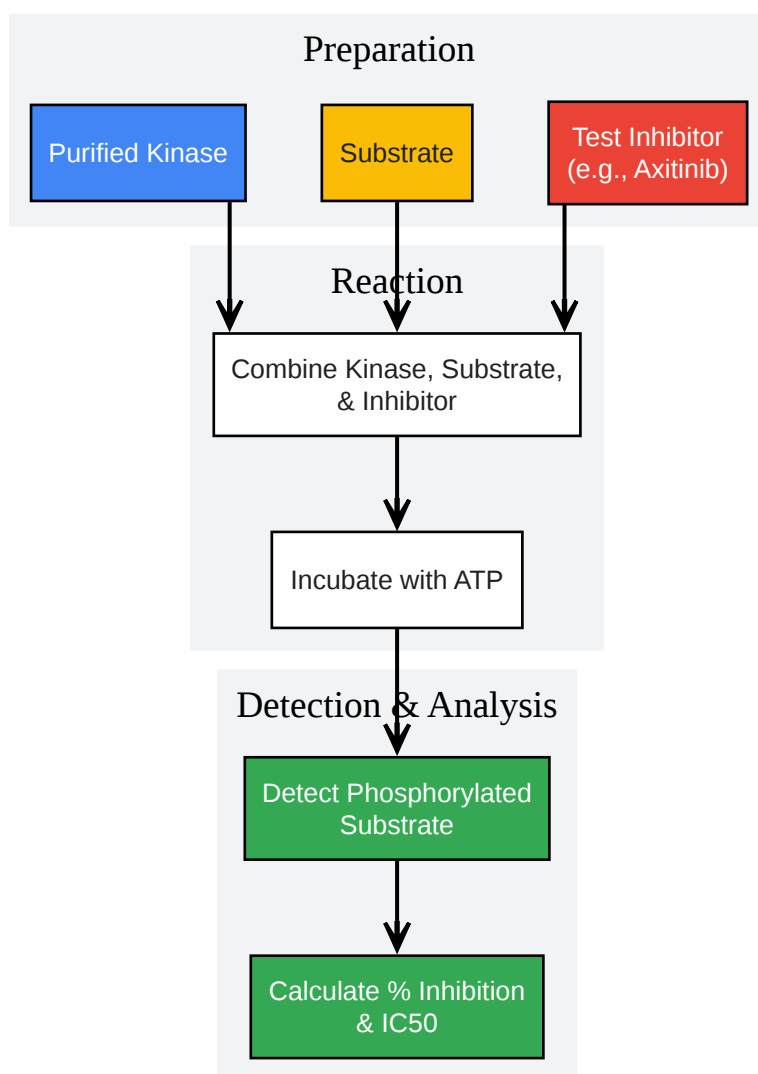 Preparation
Purified Kinase
Substrate
Test Inhibitor
(e.g., Axitinib)
Reaction
Combine Kinase, Substrate,
& Inhibitor
Incubate with ATP
Detection & Analysis
Detect Phosphorylated
Substrate
Calculate % Inhibition
& IC50